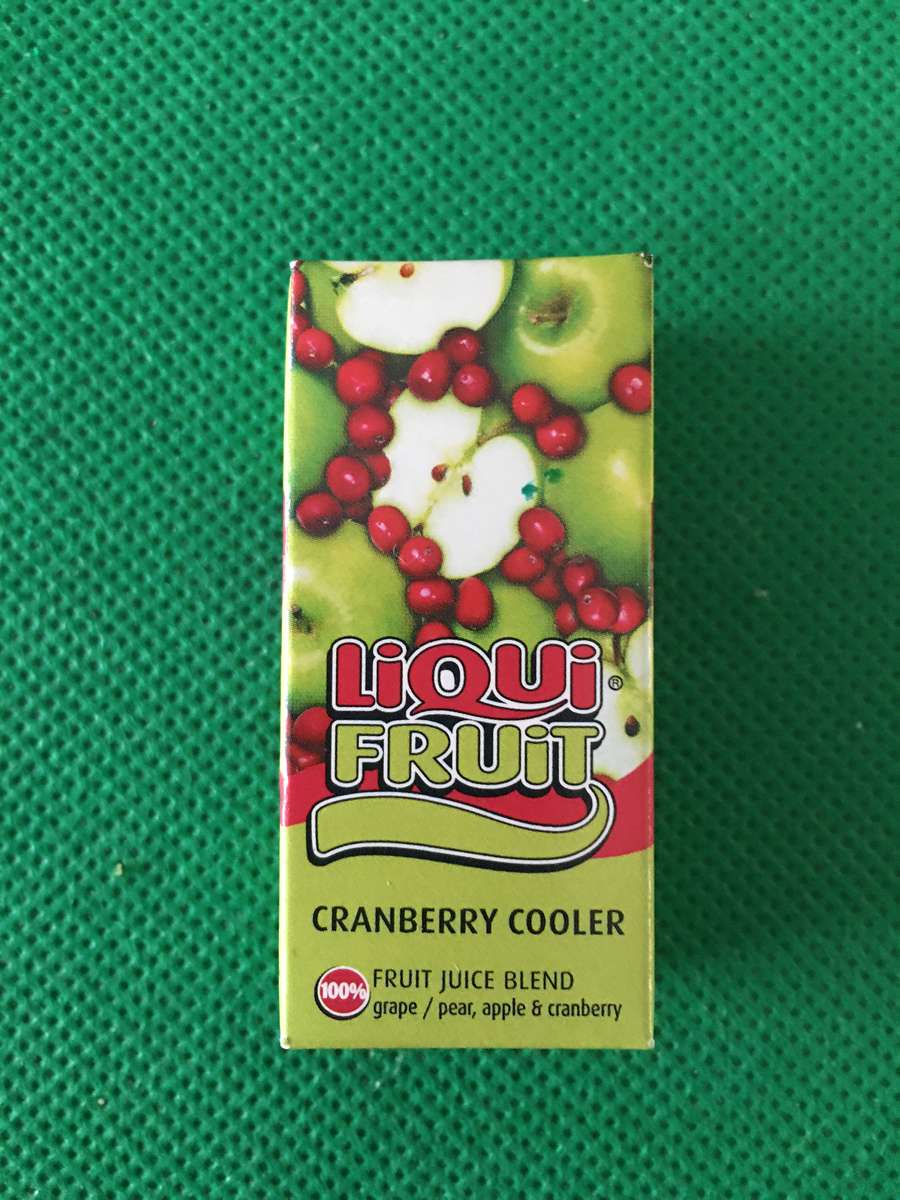 LiQUi®
FRUiT
CRANBERRY COOLER
100% FRUIT JUICE BLEND
grape / pear, apple & cranberry